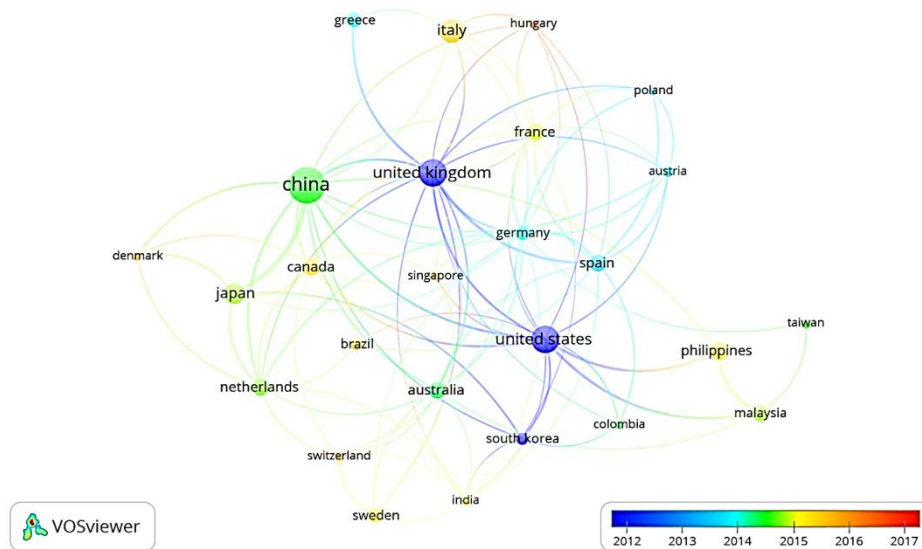 greece
italy
hungary
poland
france
united kingdom
austria
china
germany
denmark
canada
singapore
spain
japan
taiwan
united states
brazil
philippines
netherlands
australia
malaysia
colombia
south korea
switzerland
india
sweden
VOSviewer
2012 2013 2014 2015 2016 2017